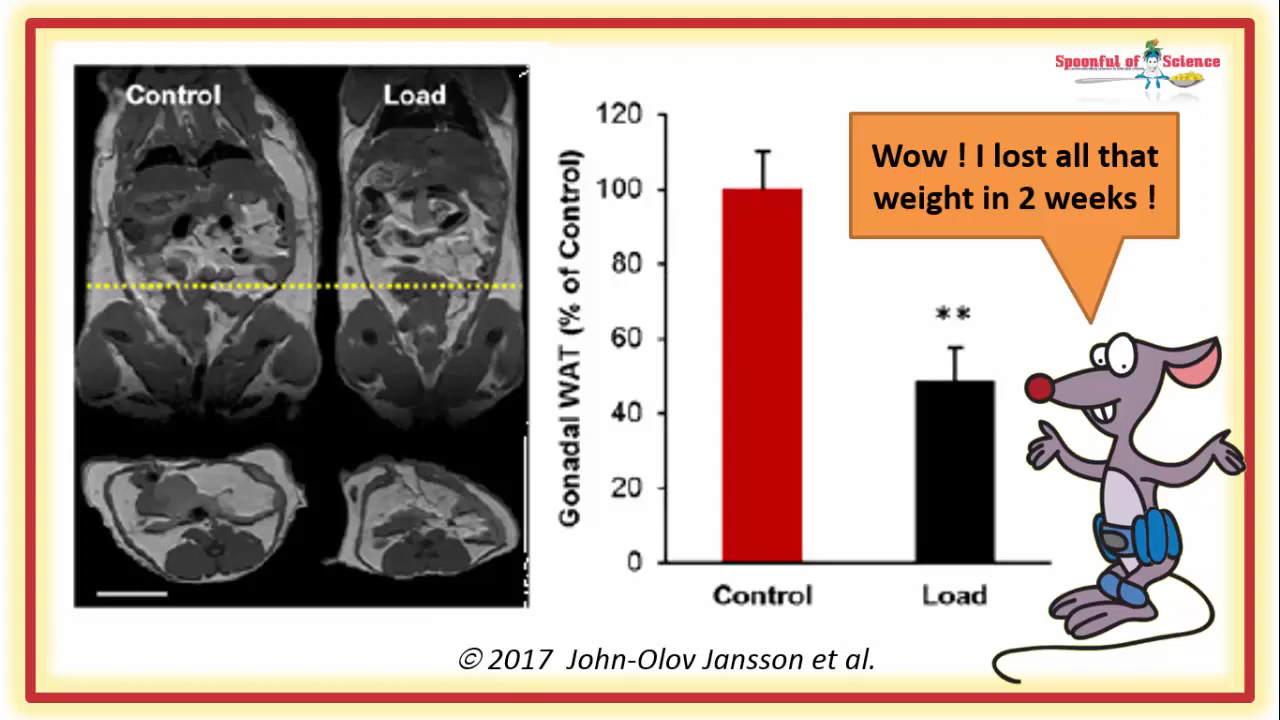 Spoonful of Science
Control
Load
Gonadal WAT (% of Control)
120
100
80
60
40
20
0
**
Control
Load
Wow ! I lost all that
weight in 2 weeks !
© 2017 John-Olov Jansson et al.